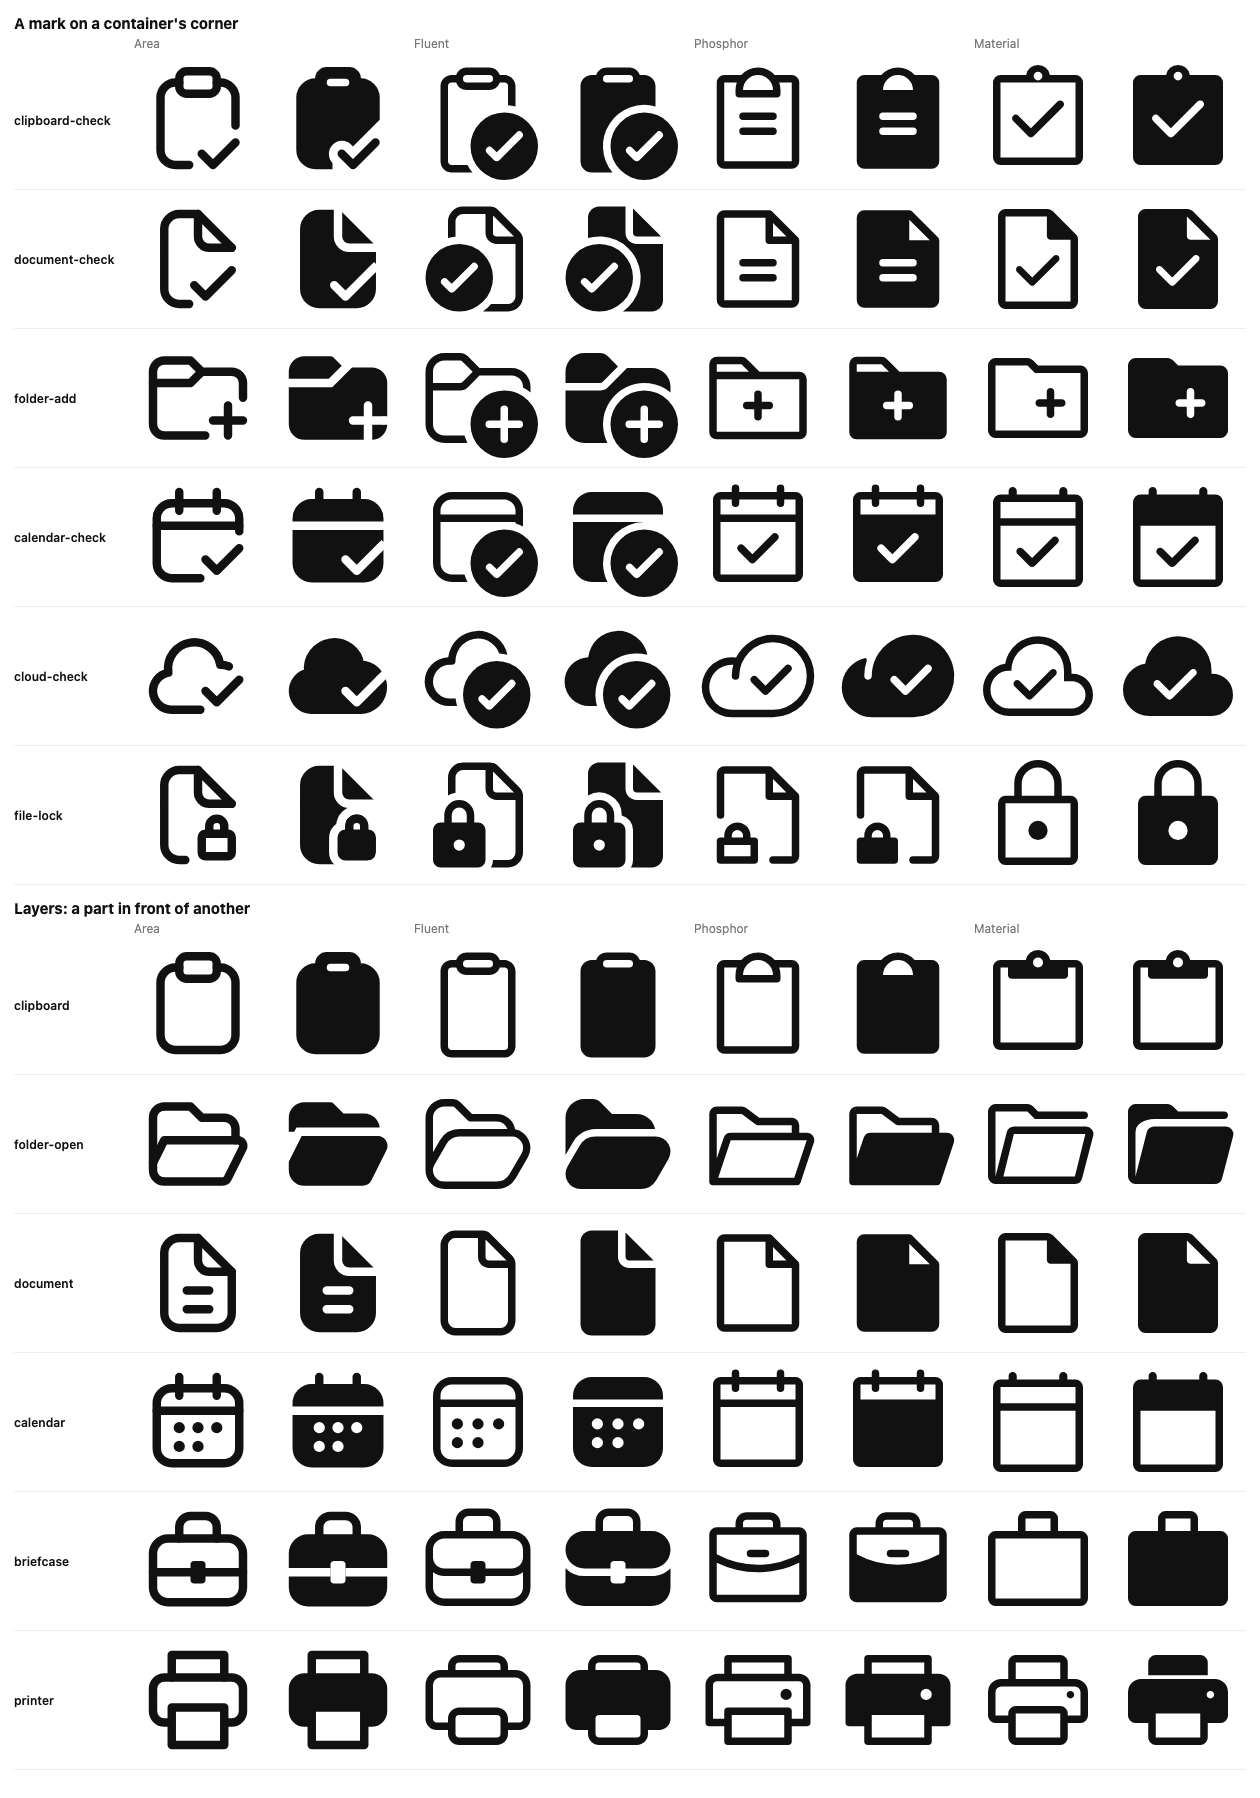 A mark on a container's corner
Area Fluent Phosphor Material
clipboard-check
document-check
folder-add
calendar-check
cloud-check
file-lock
Layers: a part in front of another
Area Fluent Phosphor Material
clipboard
folder-open
document
calendar
briefcase
printer